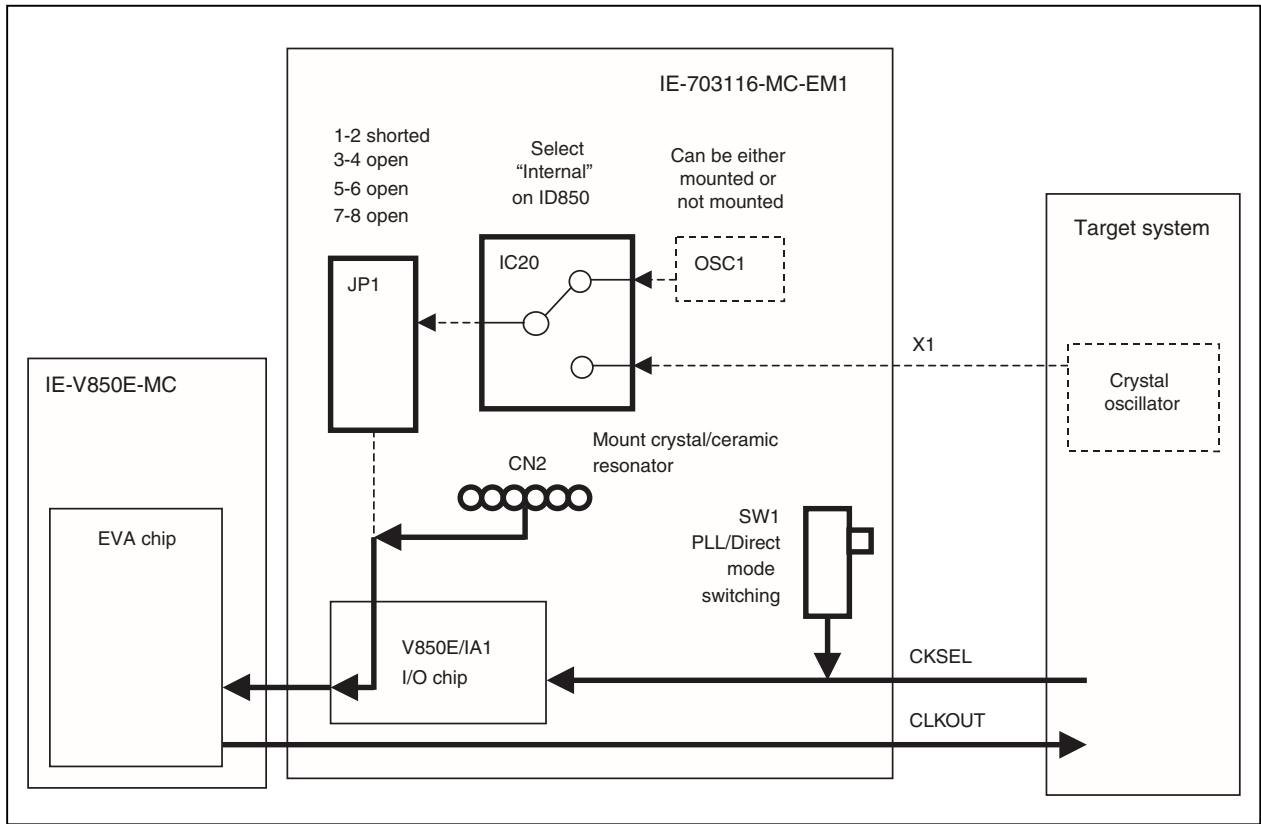 IE-703116-MC-EM1
1-2 shorted
3-4 open
5-6 open
7-8 open
Select
“Internal”
on ID850
Can be either
mounted or
not mounted
Target system
JP1
IC20
OSC1
X1
Crystal
oscillator
IE-V850E-MC
Mount crystal/ceramic
resonator
CN2
EVA chip
SW1
PLL/Direct
mode
switching
V850E/IA1
I/O chip
CKSEL
CLKOUT